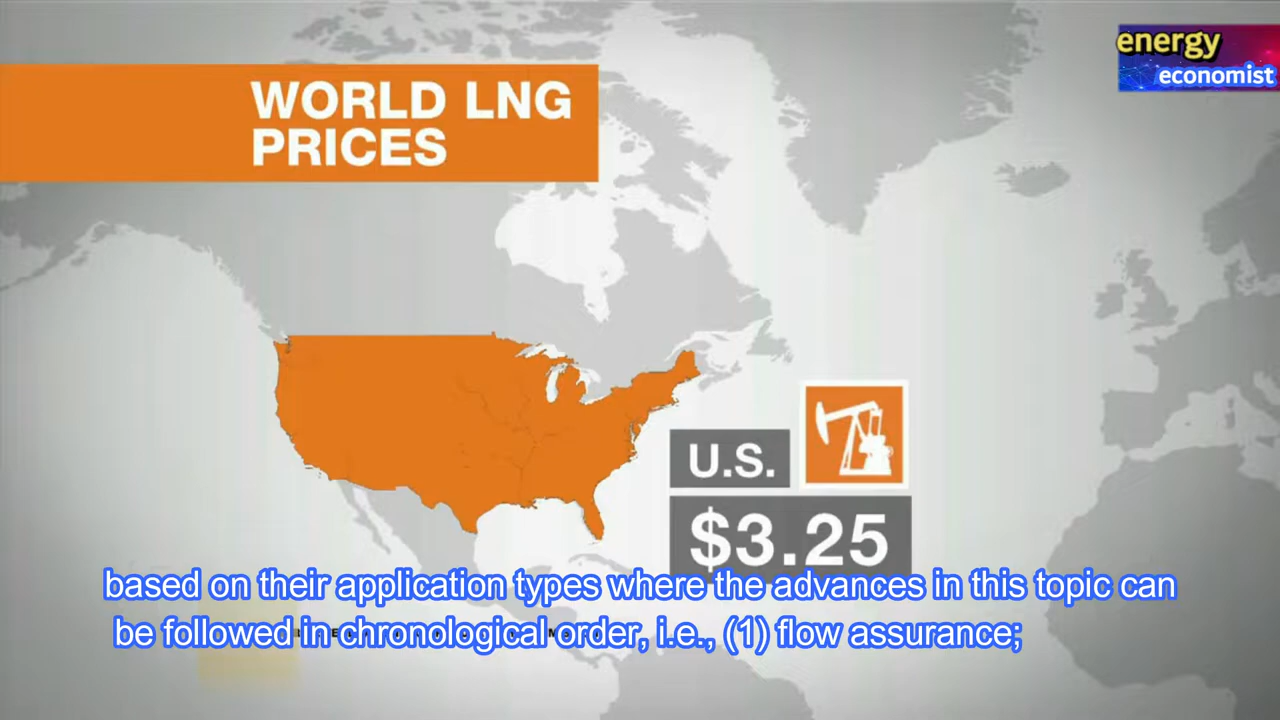 energy
economist
WORLD LNG
PRICES
U.S.
$3.25
based on their application types where the advances in this topic can
be followed in chronological order, i.e., (1) flow assurance;